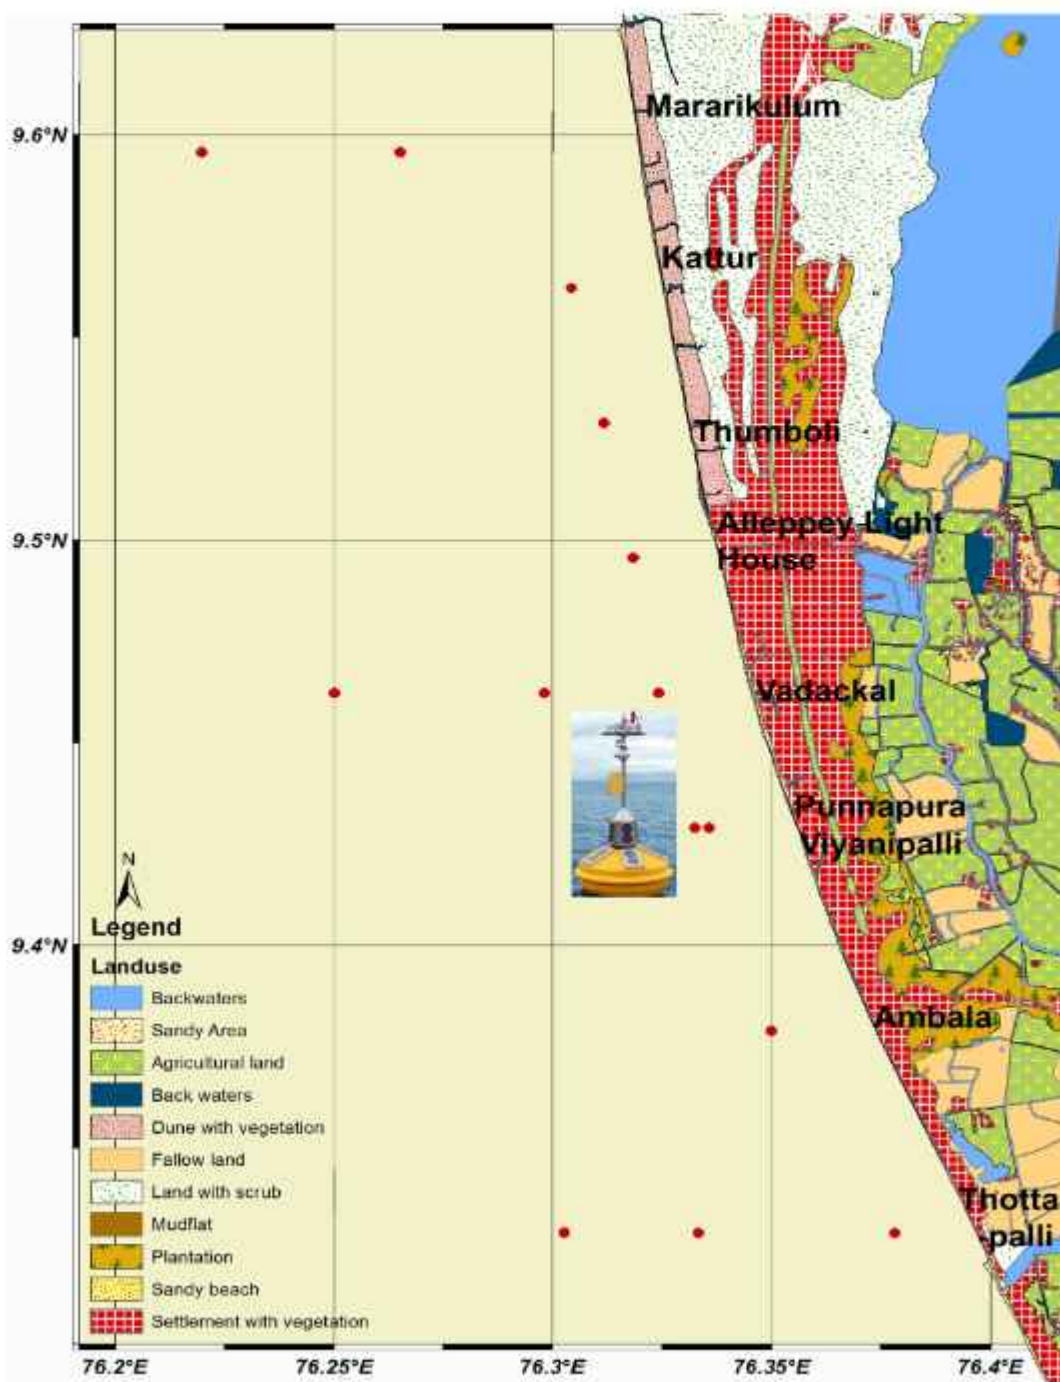 Mararikulum
9.6°N
Kattur
Thumboli
Alleppey Light
House
9.5°N
Vadackal
Punnapura
Viyanipalli
N
Legend
9.4°N
Landuse
Backwaters
Sandy Area
Agricultural land
Back waters
Dune with vegetation
Fallow land
Land with scrub
Mudflat
Plantation
Sandy beach
Settlement with vegetation
Ambala
Thotta
-palli
76.2°E
76.25°E
76.3°E
76.35°E
76.4°E